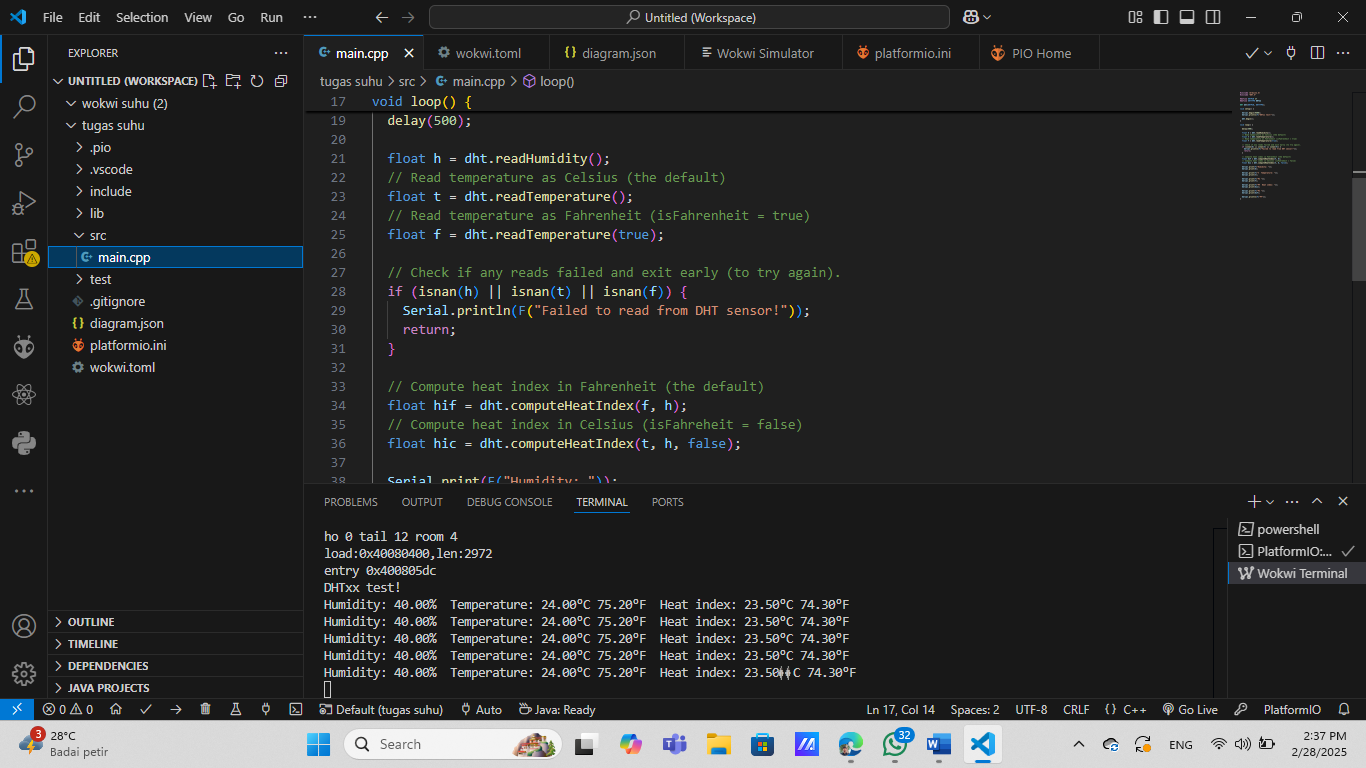 File Edit Selection View Go Run ··· Untitled (Workspace)
EXPLORER
UNTITLED (WORKSPACE)
wokwi suhu (2)
tugas suhu
.pio
.vscode
include
lib
src
main.cpp
test
.gitignore
diagram.json
platformio.ini
wokwi.toml
OUTLINE
TIMELINE
DEPENDENCIES
JAVA PROJECTS
main.cpp wokwi.toml diagram.json Wokwi Simulator platformio.ini PIO Home
tugas suhu > src > main.cpp > loop()
17 void loop() {
19 delay(500);
20
21 float h = dht.readHumidity();
22 // Read temperature as Celsius (the default)
23 float t = dht.readTemperature();
24 // Read temperature as Fahrenheit (isFahrenheit = true)
25 float f = dht.readTemperature(true);
26
27 // Check if any reads failed and exit early (to try again).
28 if (isnan(h) || isnan(t) || isnan(f)) {
29 Serial.println(F("Failed to read from DHT sensor!"));
30 return;
31 }
32
33 // Compute heat index in Fahrenheit (the default)
34 float hif = dht.computeHeatIndex(f, h);
35 // Compute heat index in Celsius (isFahreheit = false)
36 float hic = dht.computeHeatIndex(t, h, false);
37
38 Serial.print(F("Humidity: "));
PROBLEMS OUTPUT DEBUG CONSOLE TERMINAL PORTS
ho 0 tail 12 room 4
load:0x40080400,len:2972
entry 0x400805dc
DHTxx test!
Humidity: 40.00% Temperature: 24.00°C 75.20°F Heat index: 23.50°C 74.30°F
Humidity: 40.00% Temperature: 24.00°C 75.20°F Heat index: 23.50°C 74.30°F
Humidity: 40.00% Temperature: 24.00°C 75.20°F Heat index: 23.50°C 74.30°F
Humidity: 40.00% Temperature: 24.00°C 75.20°F Heat index: 23.50°C 74.30°F
Humidity: 40.00% Temperature: 24.00°C 75.20°F Heat index: 23.50��C 74.30°F
powershell
PlatformIO:...
Wokwi Terminal
0 0 Default (tugas suhu) Auto Java: Ready Ln 17, Col 14 Spaces: 2 UTF-8 CRLF {} C++ Go Live PlatformIO
3 28°C
Badai petir
Search
32
ENG
2:37 PM
2/28/2025